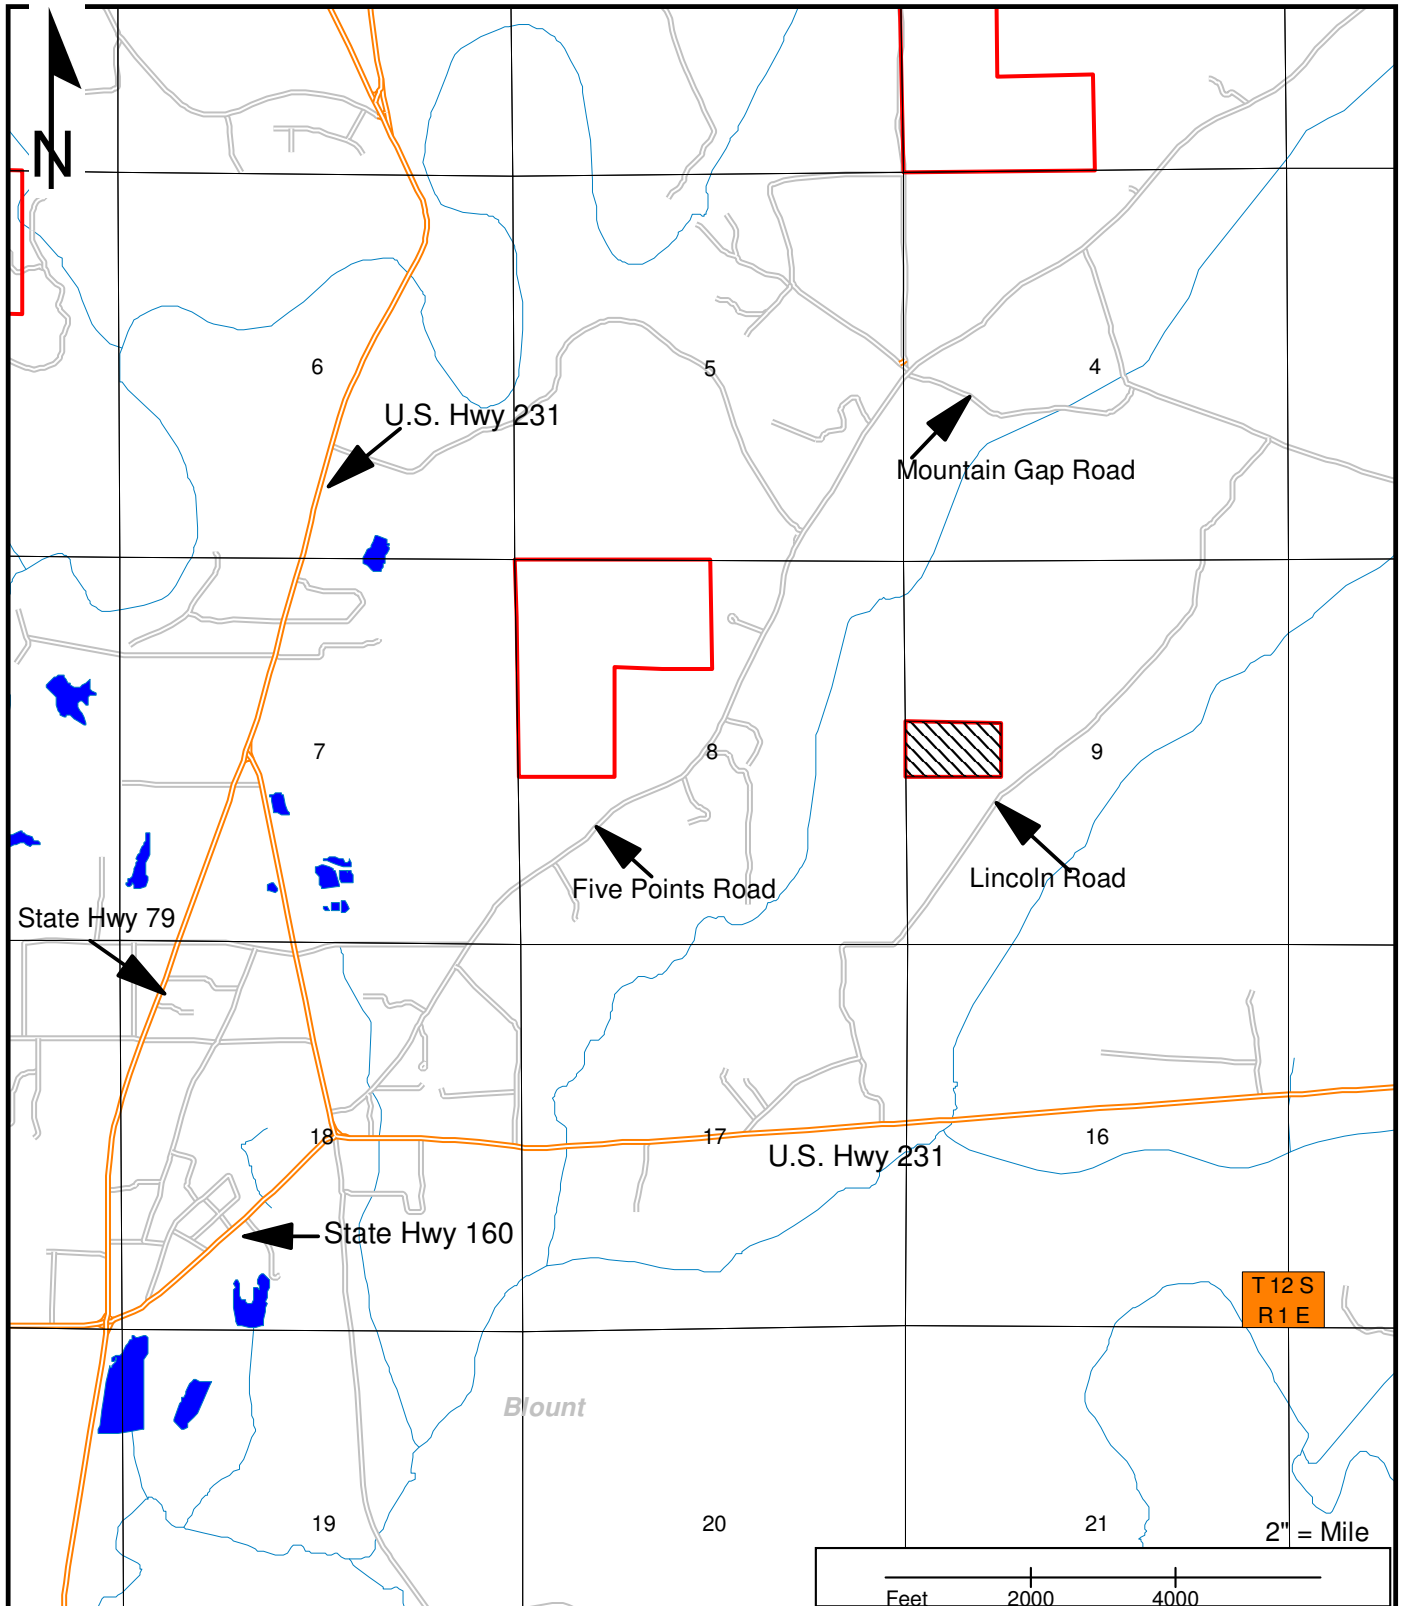 N
6
5
4
U.S. Hwy 231
Mountain Gap Road
7
8
9
Five Points Road
Lincoln Road
State Hwy 79
18
17
16
U.S. Hwy 231
State Hwy 160
T 12 S
R 1 E
Blount
19
20
21
2" = Mile
Feet 2000 4000